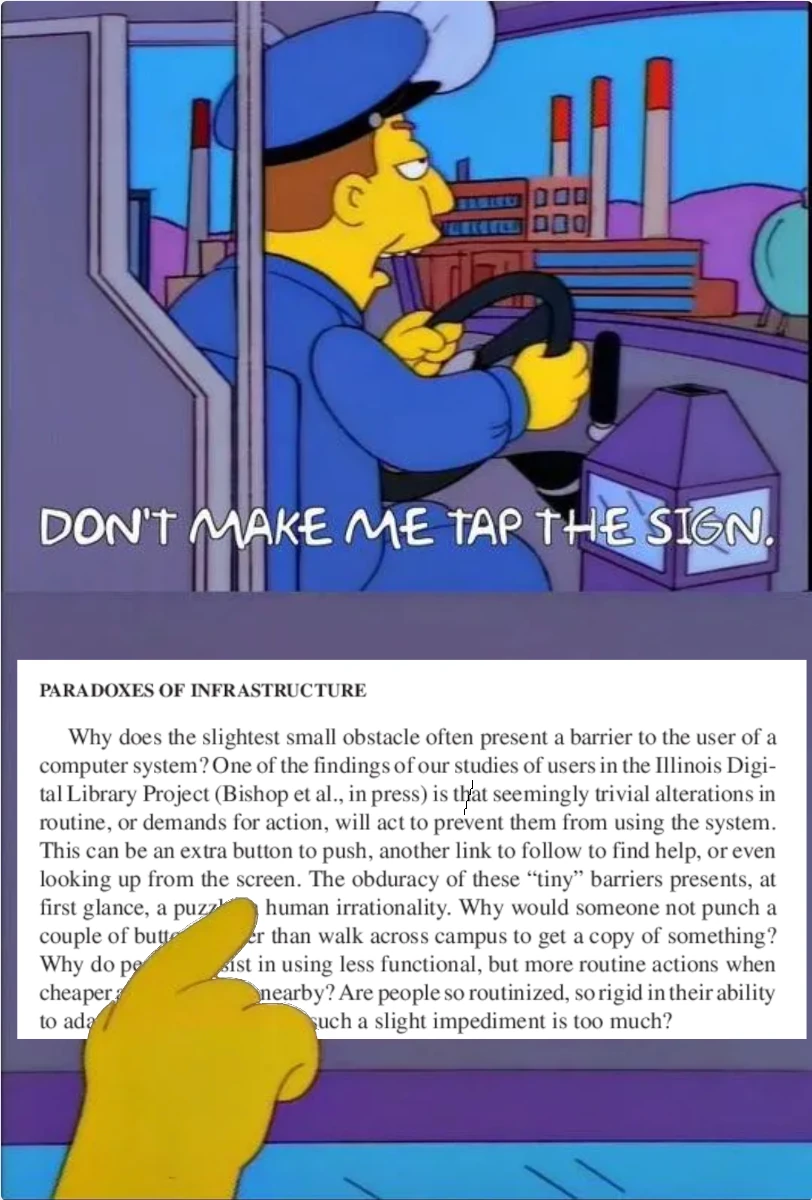 DON'T MAKE ME TAP THE SIGN.
PARADOXES OF INFRASTRUCTURE
Why does the slightest small obstacle often present a barrier to the user of a
computer system? One of the findings of our studies of users in the Illinois Digi-
tal Library Project (Bishop et al., in press) is that seemingly trivial alterations in
routine, or demands for action, will act to prevent them from using the system.
This can be an extra button to push, another link to follow to find help, or even
looking up from the screen. The obduracy of these “tiny” barriers presents, at
first glance, a human irrationality. Why would someone not punch a
couple of than walk across campus to get a copy of something?
Why do in using less functional, but more routine actions when
cheaper nearby? Are people so routinized, so rigid in their ability
to such a slight impediment is too much?